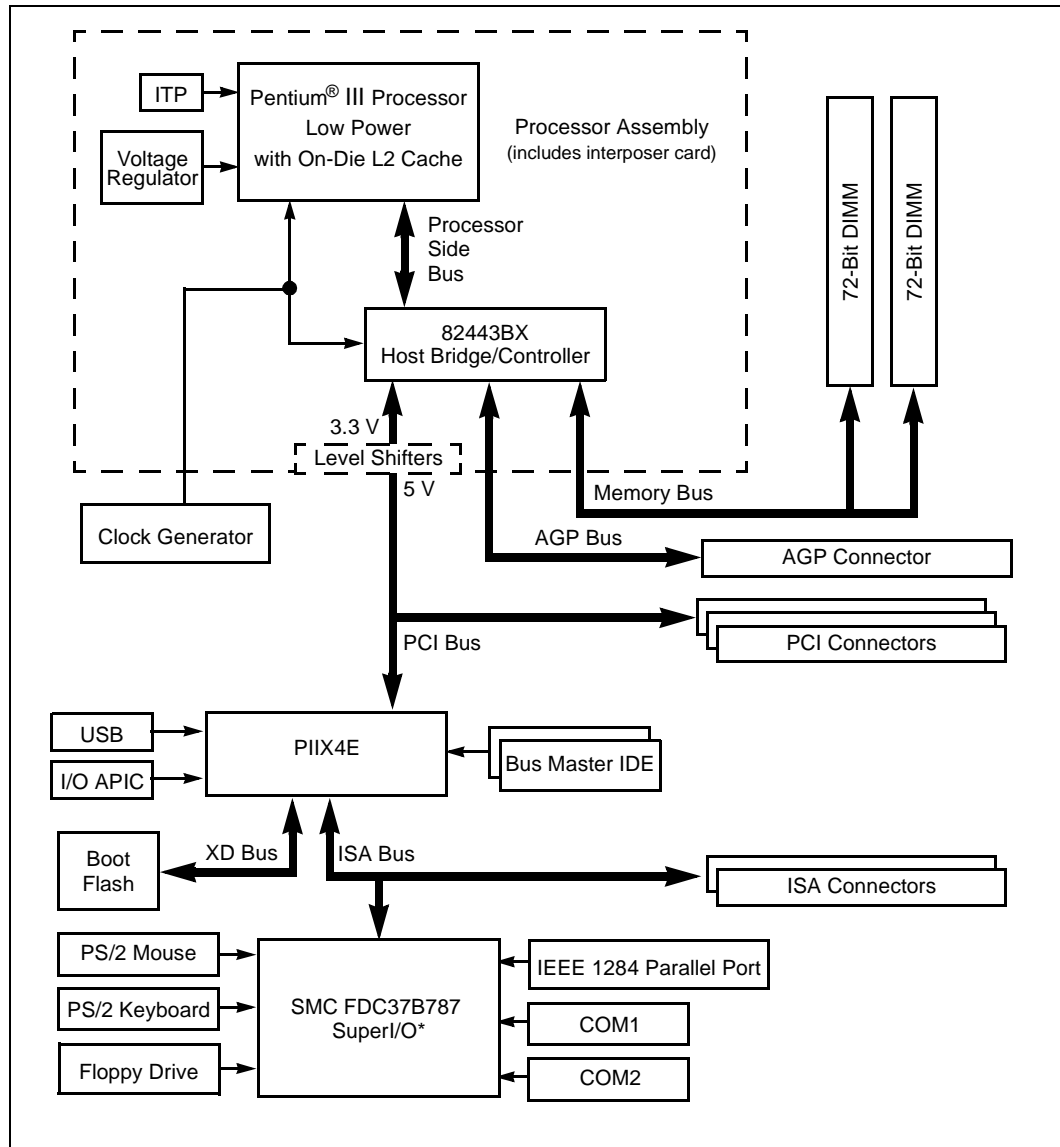 ITP
Pentium® III Processor
Low Power
with On-Die L2 Cache
Voltage
Regulator
Processor Assembly
(includes interposer card)
72-Bit DIMM
72-Bit DIMM
Processor
Side
Bus
82443BX
Host Bridge/Controller
3.3 V
Level Shifters
5 V
Memory Bus
Clock Generator
AGP Bus
AGP Connector
PCI Bus
PCI Connectors
USB
PIIX4E
Bus Master IDE
I/O APIC
XD Bus
ISA Bus
Boot
Flash
ISA Connectors
PS/2 Mouse
IEEE 1284 Parallel Port
PS/2 Keyboard
SMC FDC37B787
SuperI/O*
COM1
Floppy Drive
COM2